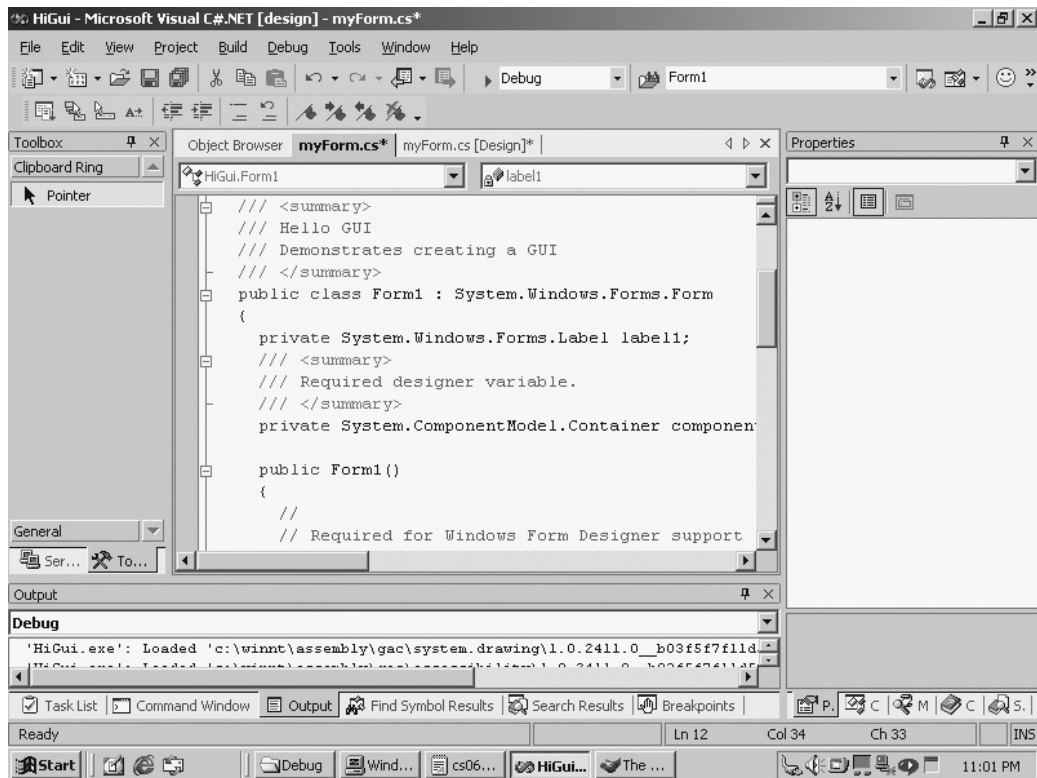 HiGui - Microsoft Visual C#.NET [design] - myForm.cs*
File Edit View Project Build Debug Tools Window Help
Debug Form1
Toolbox
Clipboard Ring
Pointer
General
Ser... To...
Object Browser myForm.cs* myForm.cs [Design]*
HiGui.Form1 label1
/// <summary>
/// Hello GUI
/// Demonstrates creating a GUI
/// </summary>
public class Form1 : System.Windows.Forms.Form
{
private System.Windows.Forms.Label label1;
/// <summary>
/// Required designer variable.
/// </summary>
private System.ComponentModel.Container componen
public Form1()
{
//
// Required for Windows Form Designer support
Properties
Output
Debug
'HiGui.exe': Loaded 'c:\winnt\assembly\gac\system.drawing\1.0.2411.0__b03f5f7f11d
Task List Command Window Output Find Symbol Results Search Results Breakpoints
P. C M C S.
Ready Ln 12 Col 34 Ch 33 INS
Start Debug Wind... cs06... HiGui... The ... 11:01 PM